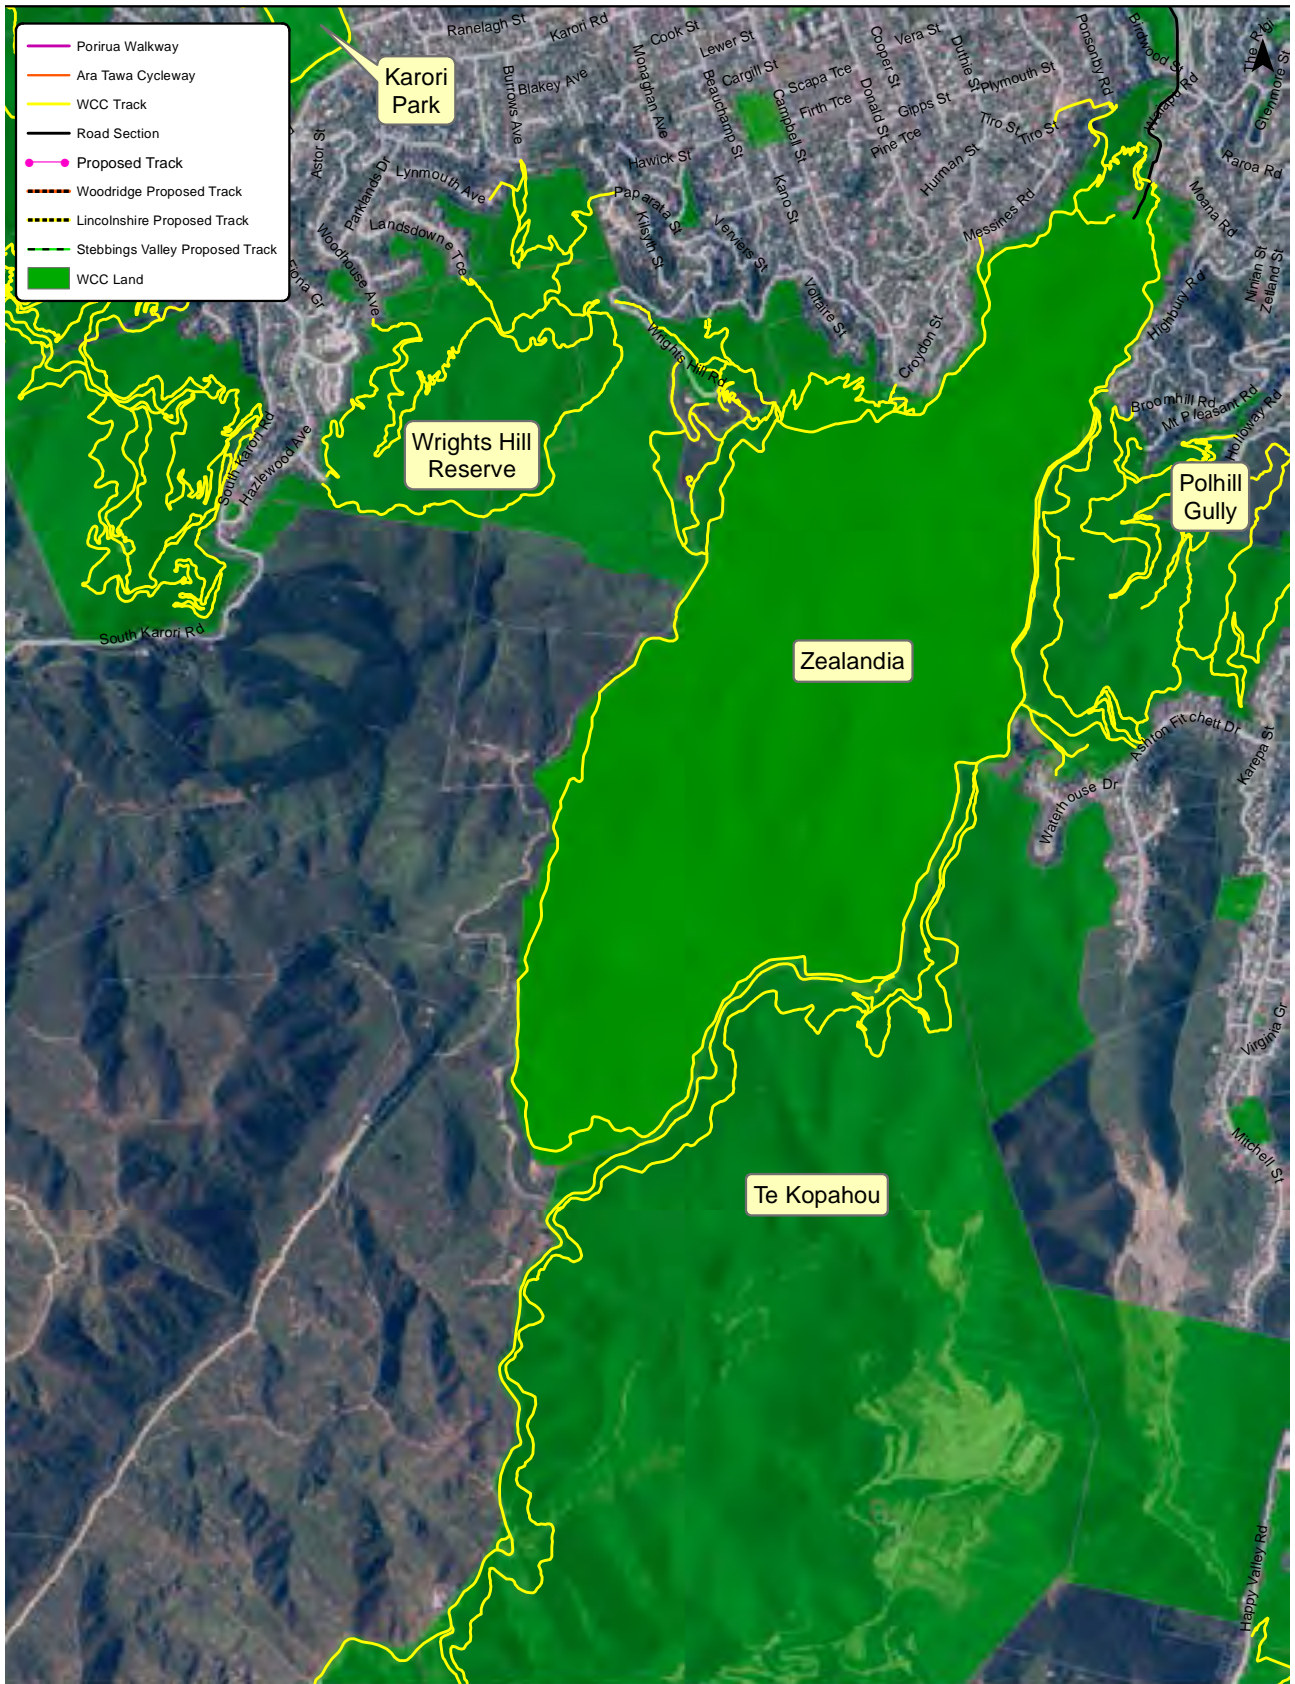 Porirua Walkway
Ara Tawa Cycleway
WCC Track
Road Section
Proposed Track
Woodridge Proposed Track
Lincolnshire Proposed Track
Stebbings Valley Proposed Track
WCC Land
Karori
Park
Wrights Hill
Reserve
Polhill
Gully
Zealandia
Te Kopahou
Ranelagh St
Karori Rd
Cook St
Lewer St
Cargill St
Scapa Tce
Firth Tce
Cooper St
Vera St
Duthie St
Plymouth St
Ponsonby Rd
Birdwood St
The Rigi
Glenmore St
Waiapu Rd
Raroa Rd
Burrows Ave
Blakey Ave
Monaghan Ave
Beauchamp St
Campbell St
Donald St
Gipps St
Pine Tce
Tiro St
Tiro St
Hurman St
Messines Rd
Moana Rd
Astor St
Parklands Dr
Lynmouth Ave
Hawick St
Paparata St
Kano St
Kilsyth St
Verviers St
Voltaire St
Croydon St
Landsdowne Tce
Woodhouse Ave
Fiona Gr
Wrights Hill Rd
Highbury Rd
Ninian St
Zetland St
Broomhill Rd
Mt Pleasant Rd
Holloway Rd
South Karori Rd
Hazlewood Ave
South Karori Rd
Ashton Fitchett Dr
Karepa St
Waterhouse Dr
Virginia Gr
Mitchell St
Happy Valley Rd